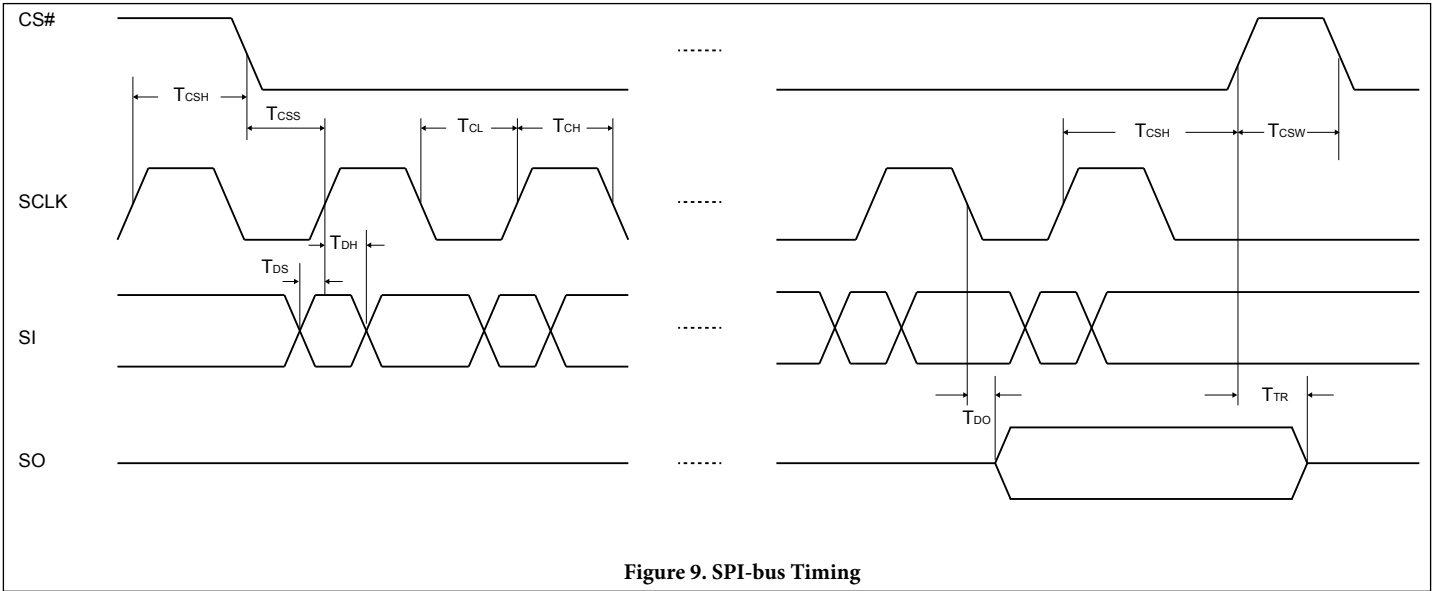 CS#
TCSH
TCSS
TCL
TCH
TCSH
TCSW
SCLK
TDH
TDS
SI
TDO
TTR
SO
Figure 9. SPI-bus Timing